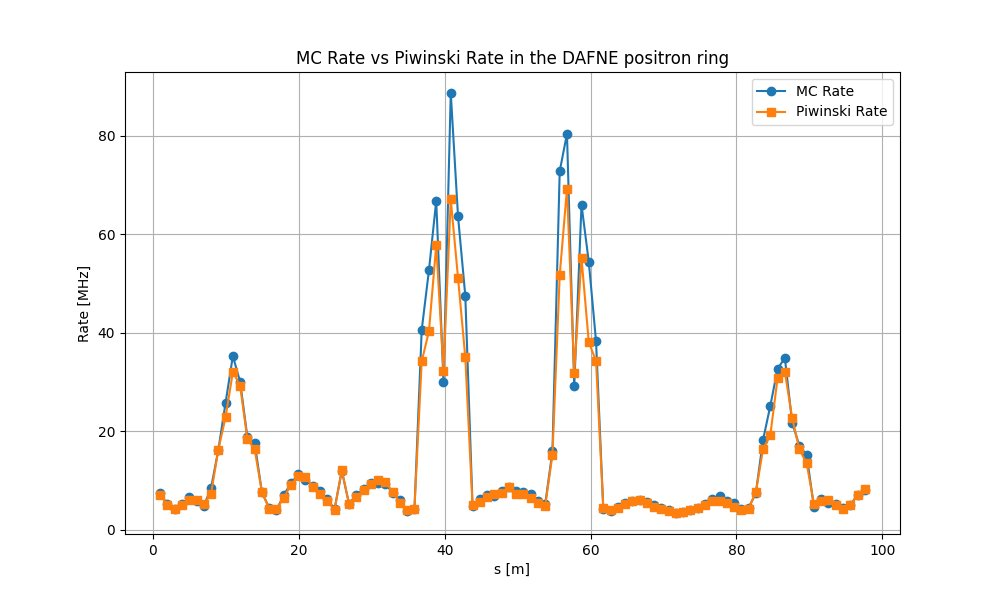 MC Rate vs Piwinski Rate in the DAFNE positron ring
MC Rate
Piwinski Rate
Rate [MHz]
80
60
40
20
0
0 20 40 60 80 100
s [m]